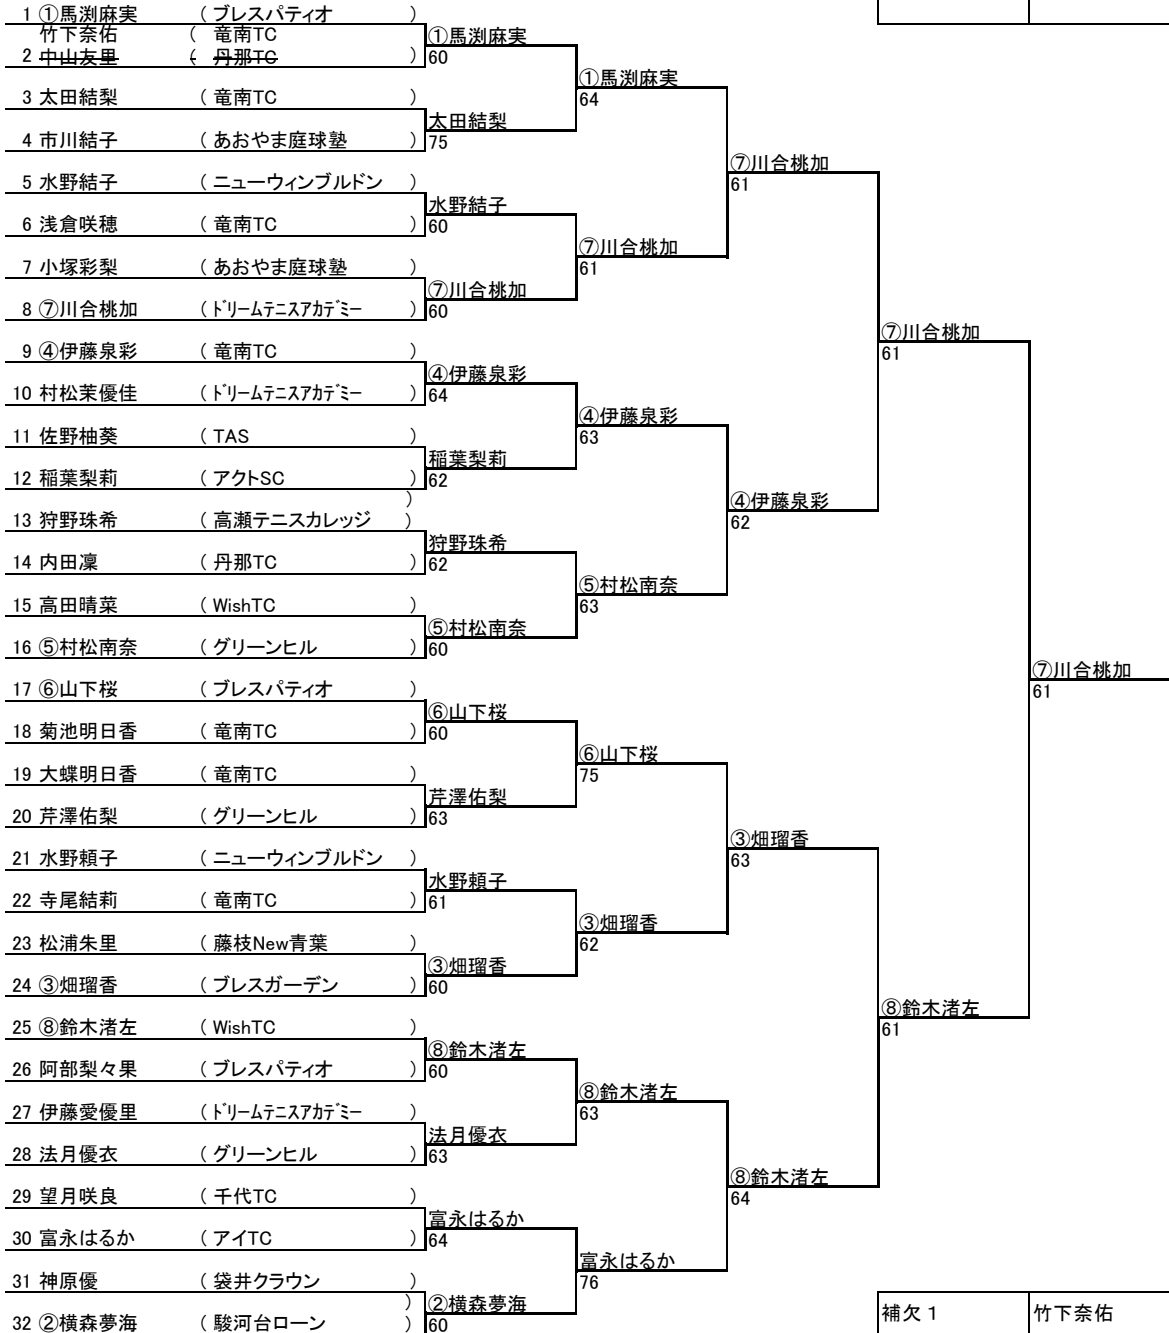 1 ①馬渕麻実 ( ブレスパティオ )
竹下奈佑 ( 竜南TC
2 中山友里 ( 丹那TC )
3 太田結梨 ( 竜南TC )
4 市川結子 ( あおやま庭球塾 )
5 水野結子 ( ニューウィンブルドン )
6 浅倉咲穂 ( 竜南TC )
7 小塚彩梨 ( あおやま庭球塾 )
8 ⑦川合桃加 ( ﾄﾞﾘｰﾑﾃﾆｽｱｶﾃﾞﾐｰ )
9 ④伊藤泉彩 ( 竜南TC )
10 村松茉優佳 ( ﾄﾞﾘｰﾑﾃﾆｽｱｶﾃﾞﾐｰ )
11 佐野柚葵 ( TAS )
12 稲葉梨莉 ( アクトSC )
)
13 狩野珠希 ( 高瀬テニスカレッジ )
14 内田凜 ( 丹那TC )
15 高田晴菜 ( WishTC )
16 ⑤村松南奈 ( グリーンヒル )
17 ⑥山下桜 ( ブレスパティオ )
18 菊池明日香 ( 竜南TC )
19 大蝶明日香 ( 竜南TC )
20 芹澤佑梨 ( グリーンヒル )
21 水野頼子 ( ニューウィンブルドン )
22 寺尾結莉 ( 竜南TC )
23 松浦朱里 ( 藤枝New青葉 )
24 ③畑瑠香 ( ブレスガーデン )
25 ⑧鈴木渚左 ( WishTC )
26 阿部梨々果 ( ブレスパティオ )
27 伊藤愛優里 ( ﾄﾞﾘｰﾑﾃﾆｽｱｶﾃﾞﾐｰ )
28 法月優衣 ( グリーンヒル )
29 望月咲良 ( 千代TC )
30 富永はるか ( アイTC )
31 神原優 ( 袋井クラウン )
)
32 ②横森夢海 ( 駿河台ローン )
①馬渕麻実
60
太田結梨
75
水野結子
60
⑦川合桃加
60
④伊藤泉彩
64
稲葉梨莉
62
狩野珠希
62
⑤村松南奈
60
⑥山下桜
60
芹澤佑梨
63
水野頼子
61
③畑瑠香
60
⑧鈴木渚左
60
法月優衣
63
富永はるか
64
②横森夢海
60
①馬渕麻実
64
⑦川合桃加
61
④伊藤泉彩
63
⑤村松南奈
63
⑥山下桜
75
③畑瑠香
62
⑧鈴木渚左
63
富永はるか
76
⑦川合桃加
61
④伊藤泉彩
62
③畑瑠香
63
⑧鈴木渚左
64
⑦川合桃加
61
⑧鈴木渚左
61
⑦川合桃加
61
補欠 1 竹下奈佑